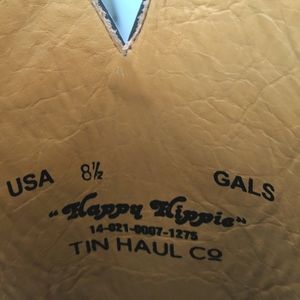 USA 8½ GALS
"Happy Hippie"
14-021-0007-1275
TIN HAUL Co